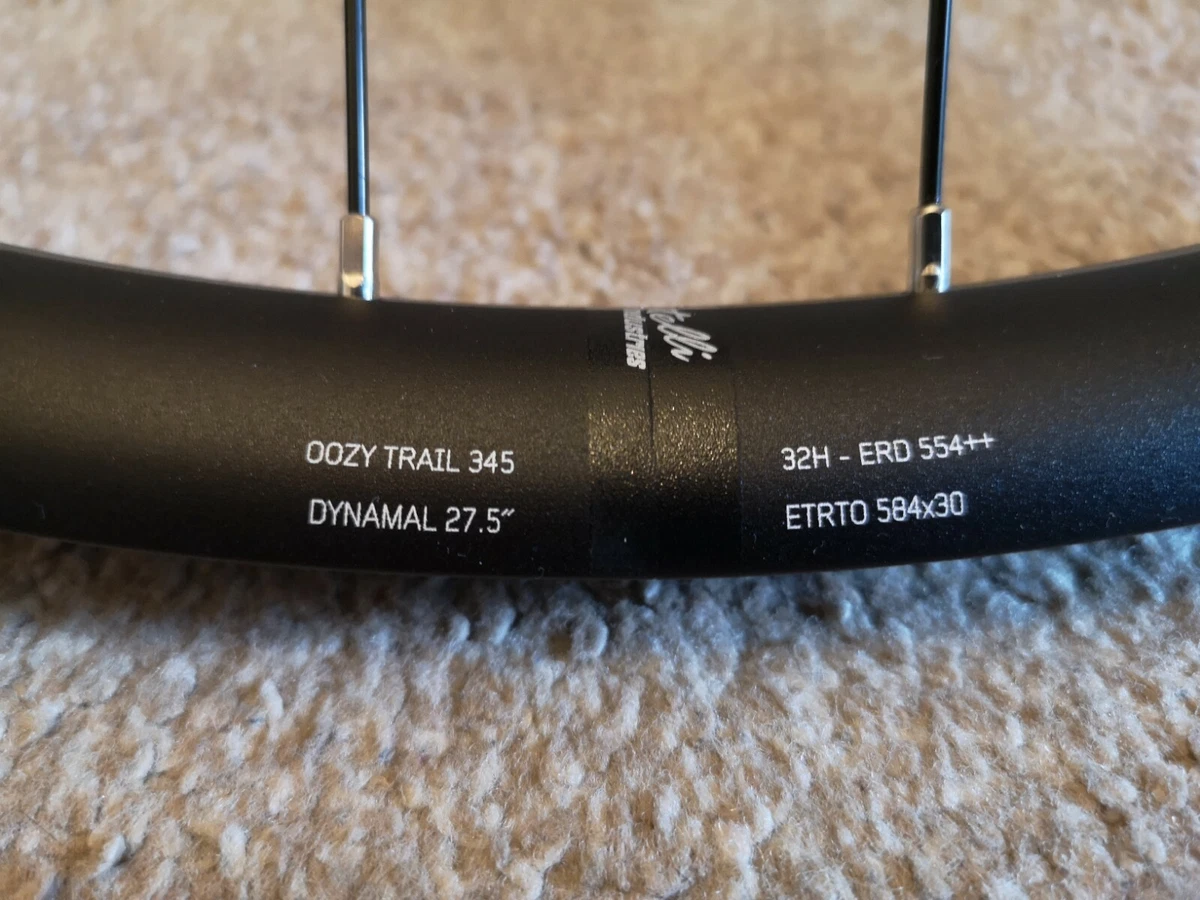 OOZY TRAIL 345
DYNAMAL 27.5″
32H - ERD 554++
ETRTO 584x30